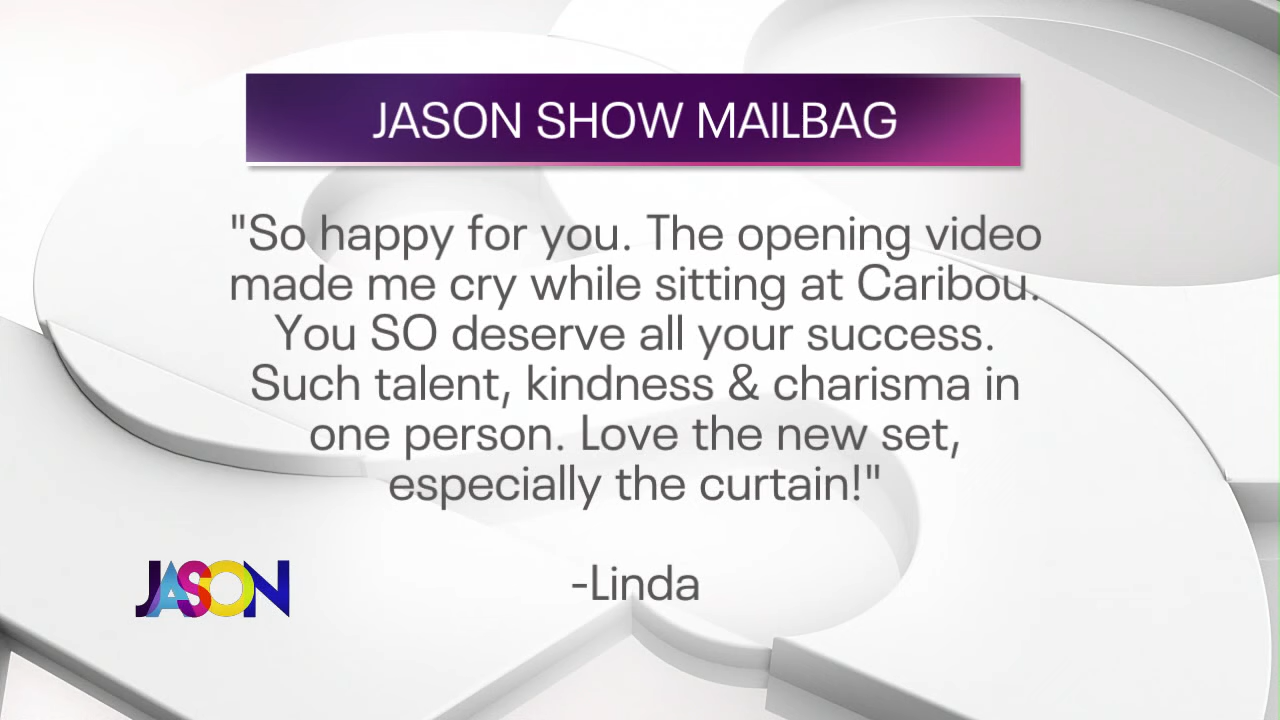 JASON SHOW MAILBAG
"So happy for you. The opening video
made me cry while sitting at Caribou.
You SO deserve all your success.
Such talent, kindness & charisma in
one person. Love the new set,
especially the curtain!"
-Linda
JASON